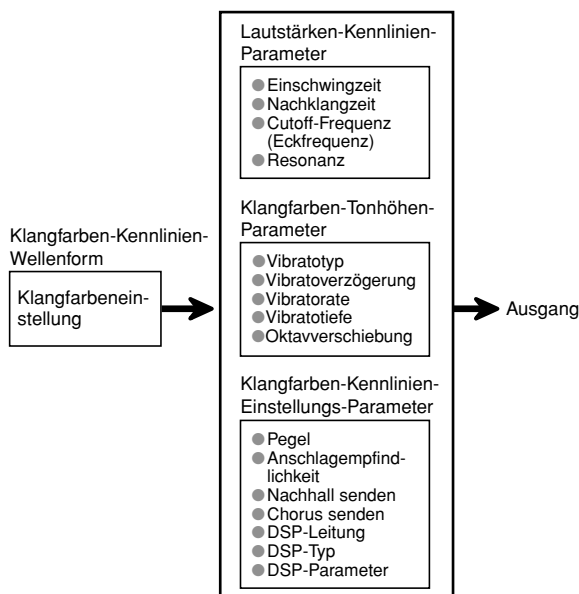 Klangfarben-Kennlinien-
Wellenform
Klangfarbenein-
stellung
Lautstärken-Kennlinien-
Parameter
Einschwingzeit
Nachklangzeit
Cutoff-Frequenz
(Eckfrequenz)
Resonanz
Klangfarben-Tonhöhen-
Parameter
Vibratotyp
Vibratoverzögerung
Vibratorate
Vibratotiefe
Oktavverschiebung
Klangfarben-Kennlinien-
Einstellungs-Parameter
Pegel
Anschlagempfind-
lichkeit
Nachhall senden
Chorus senden
DSP-Leitung
DSP-Typ
DSP-Parameter
Ausgang